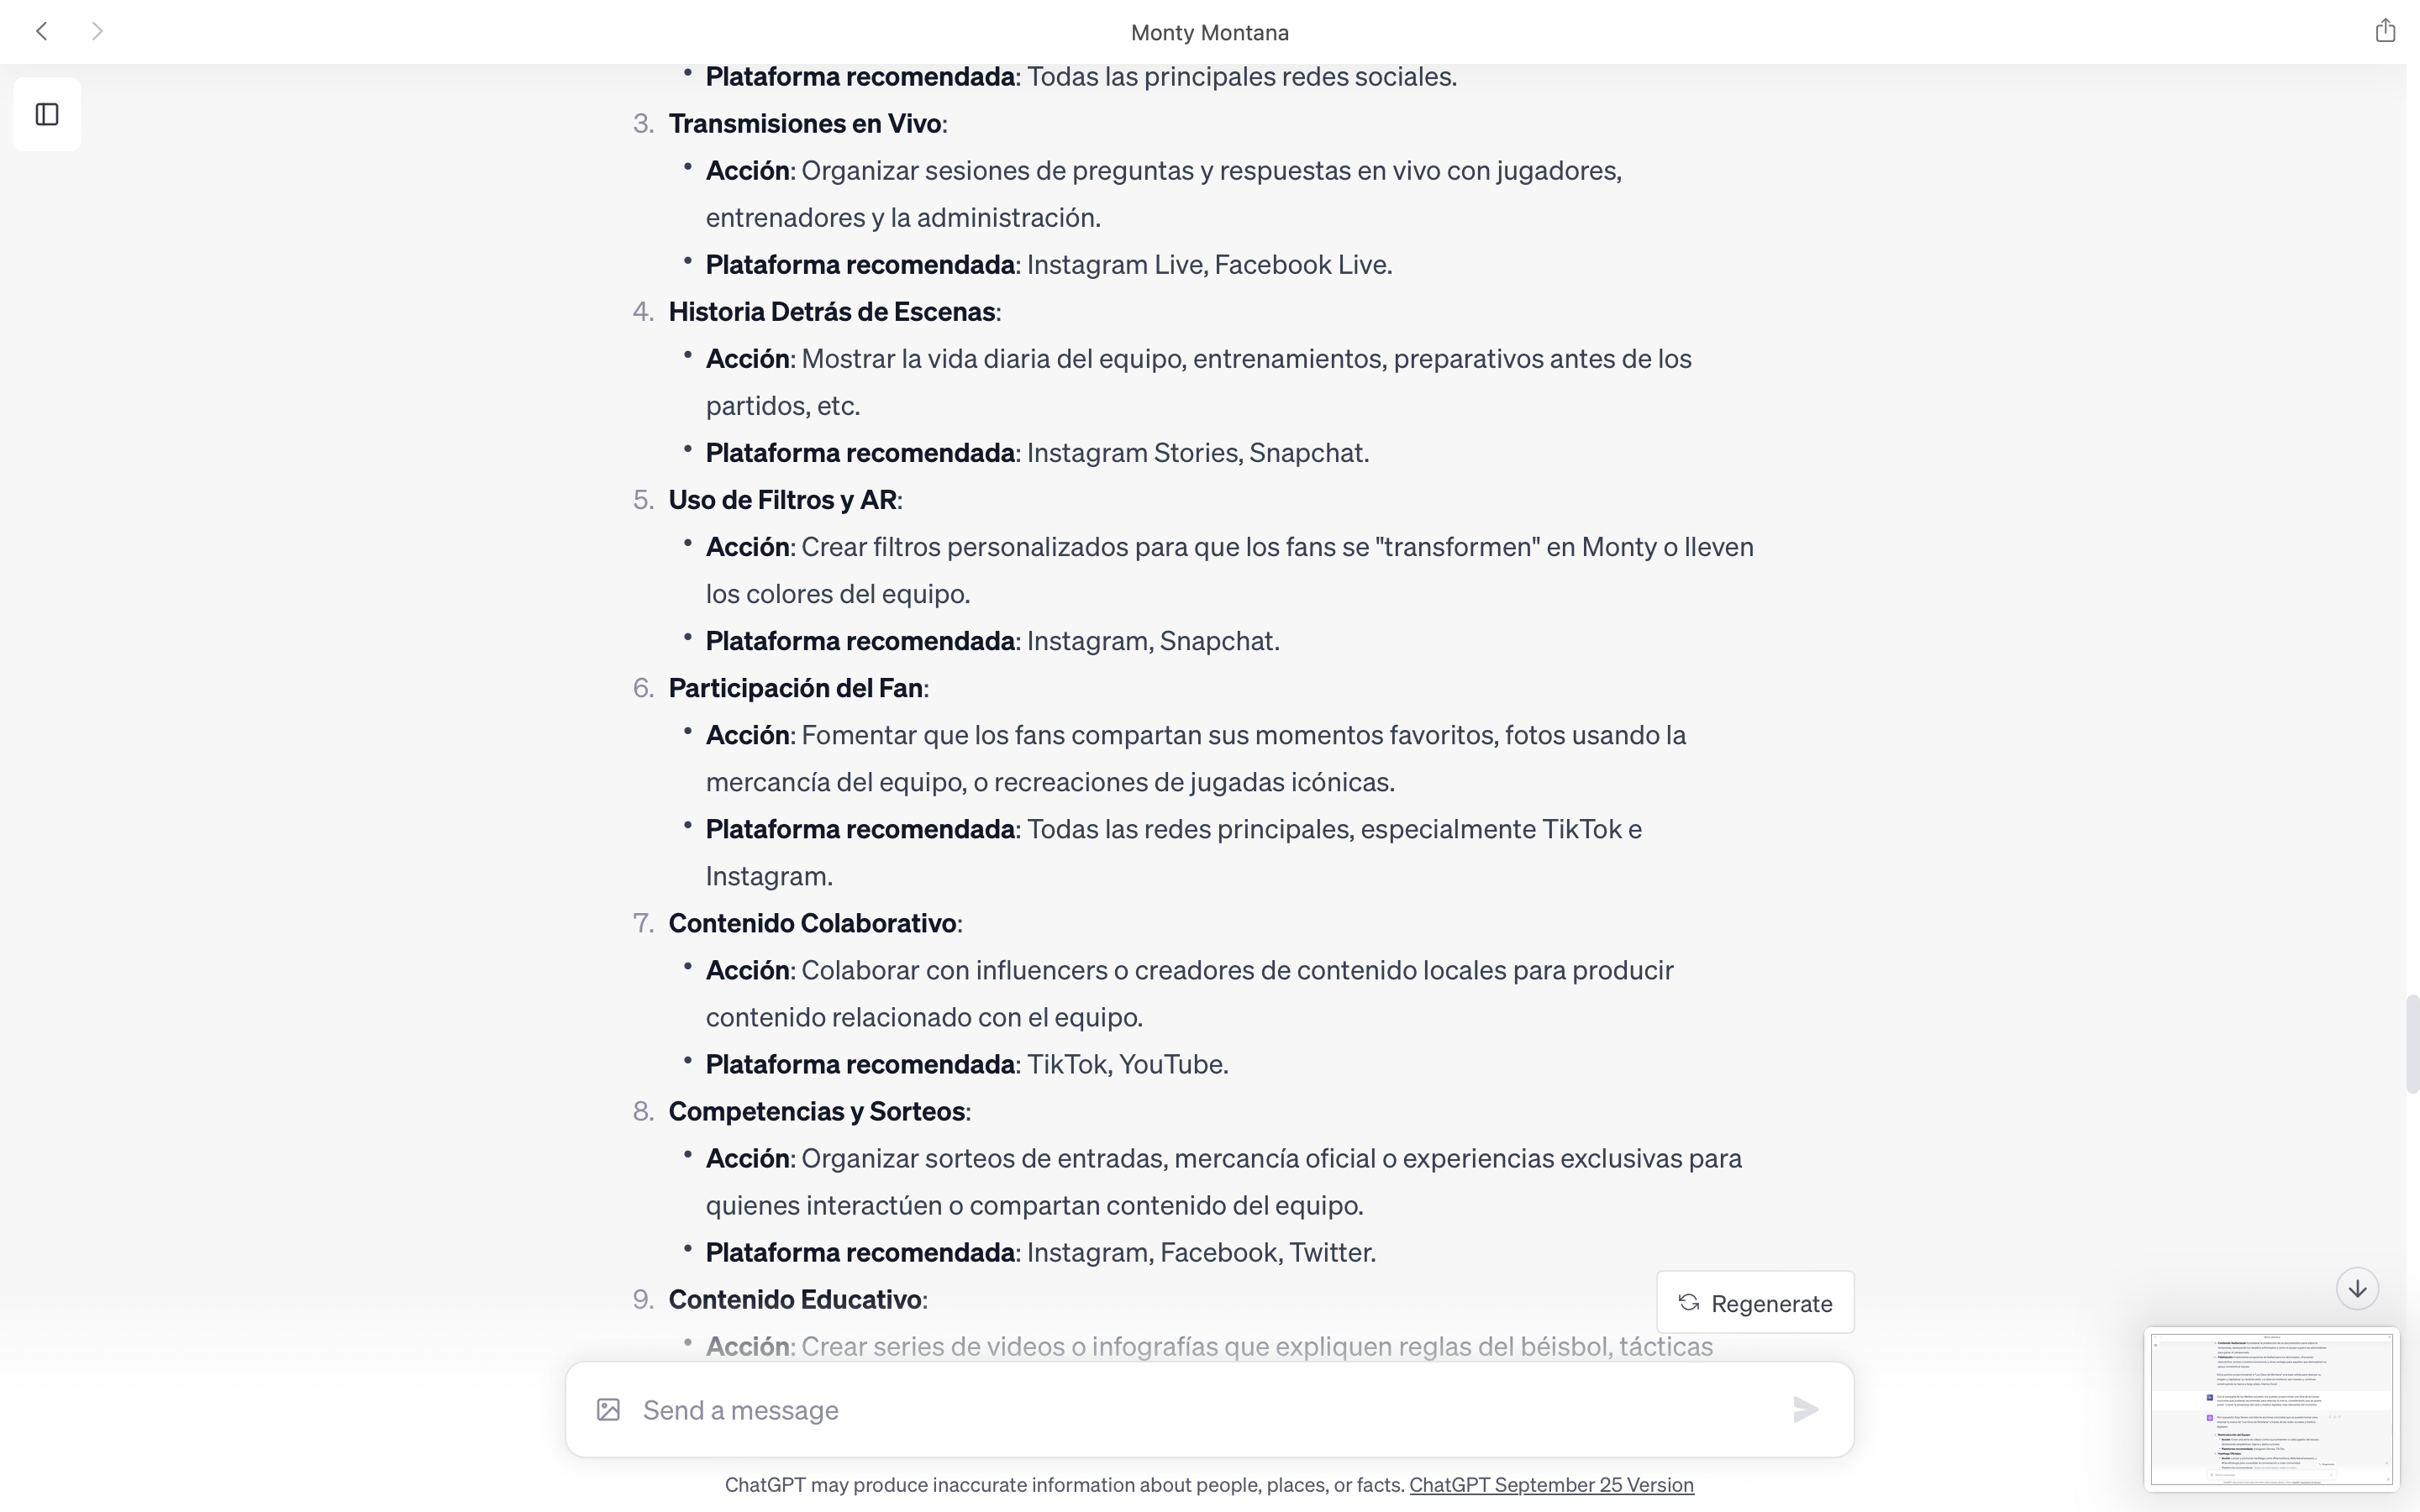 Monty Montana
• Plataforma recomendada: Todas las principales redes sociales.
3. Transmisiones en Vivo:
• Acción: Organizar sesiones de preguntas y respuestas en vivo con jugadores,
entrenadores y la administración.
• Plataforma recomendada: Instagram Live, Facebook Live.
4. Historia Detrás de Escenas:
• Acción: Mostrar la vida diaria del equipo, entrenamientos, preparativos antes de los
partidos, etc.
• Plataforma recomendada: Instagram Stories, Snapchat.
5. Uso de Filtros y AR:
• Acción: Crear filtros personalizados para que los fans se "transformen" en Monty o lleven
los colores del equipo.
• Plataforma recomendada: Instagram, Snapchat.
6. Participación del Fan:
• Acción: Fomentar que los fans compartan sus momentos favoritos, fotos usando la
mercancía del equipo, o recreaciones de jugadas icónicas.
• Plataforma recomendada: Todas las redes principales, especialmente TikTok e
Instagram.
7. Contenido Colaborativo:
• Acción: Colaborar con influencers o creadores de contenido locales para producir
contenido relacionado con el equipo.
• Plataforma recomendada: TikTok, YouTube.
8. Competencias y Sorteos:
• Acción: Organizar sorteos de entradas, mercancía oficial o experiencias exclusivas para
quienes interactúen o compartan contenido del equipo.
• Plataforma recomendada: Instagram, Facebook, Twitter.
9. Contenido Educativo:
Regenerate
• Acción: Crear series de videos o infografías que expliquen reglas del béisbol, tácticas
Send a message
ChatGPT may produce inaccurate information about people, places, or facts. ChatGPT September 25 Version